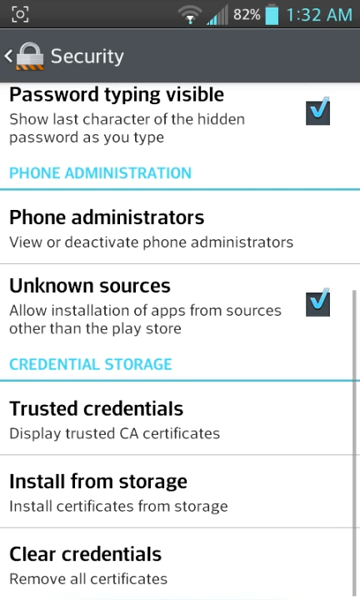 82% 1:32 AM
Security
Password typing visible
Show last character of the hidden
password as you type
PHONE ADMINISTRATION
Phone administrators
View or deactivate phone administrators
Unknown sources
Allow installation of apps from sources
other than the play store
CREDENTIAL STORAGE
Trusted credentials
Display trusted CA certificates
Install from storage
Install certificates from storage
Clear credentials
Remove all certificates